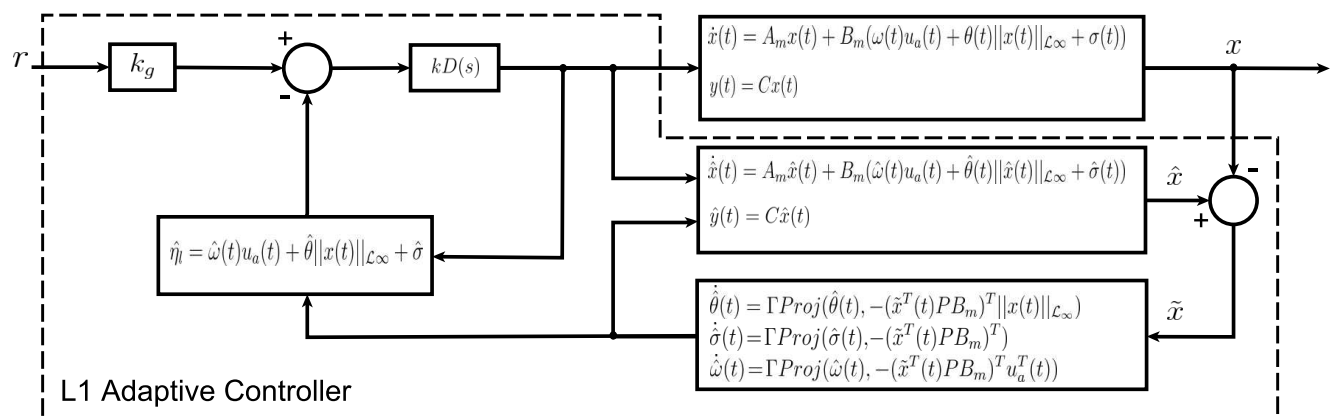 r
k_g
+
-
kD(s)
ẋ(t) = A_m x(t) + B_m(ω(t)u_a(t) + θ(t)||x(t)||_{𝓛∞} + σ(t))
y(t) = Cx(t)
x
x̂̇(t) = A_m x̂(t) + B_m(ω̂(t)u_a(t) + θ̂(t)||x̂(t)||_{𝓛∞} + σ̂(t))
ŷ(t) = Cx̂(t)
x̂
-
+
η̂_l = ω̂(t)u_a(t) + θ̂||x(t)||_{𝓛∞} + σ̂
θ̂̇(t) = ΓProj(θ̂(t), -(x̃^T(t)PB_m)^T||x(t)||_{𝓛∞})
σ̂̇(t) = ΓProj(σ̂(t), -(x̃^T(t)PB_m)^T)
ω̂̇(t) = ΓProj(ω̂(t), -(x̃^T(t)PB_m)^T u_a^T(t))
x̃
L1 Adaptive Controller